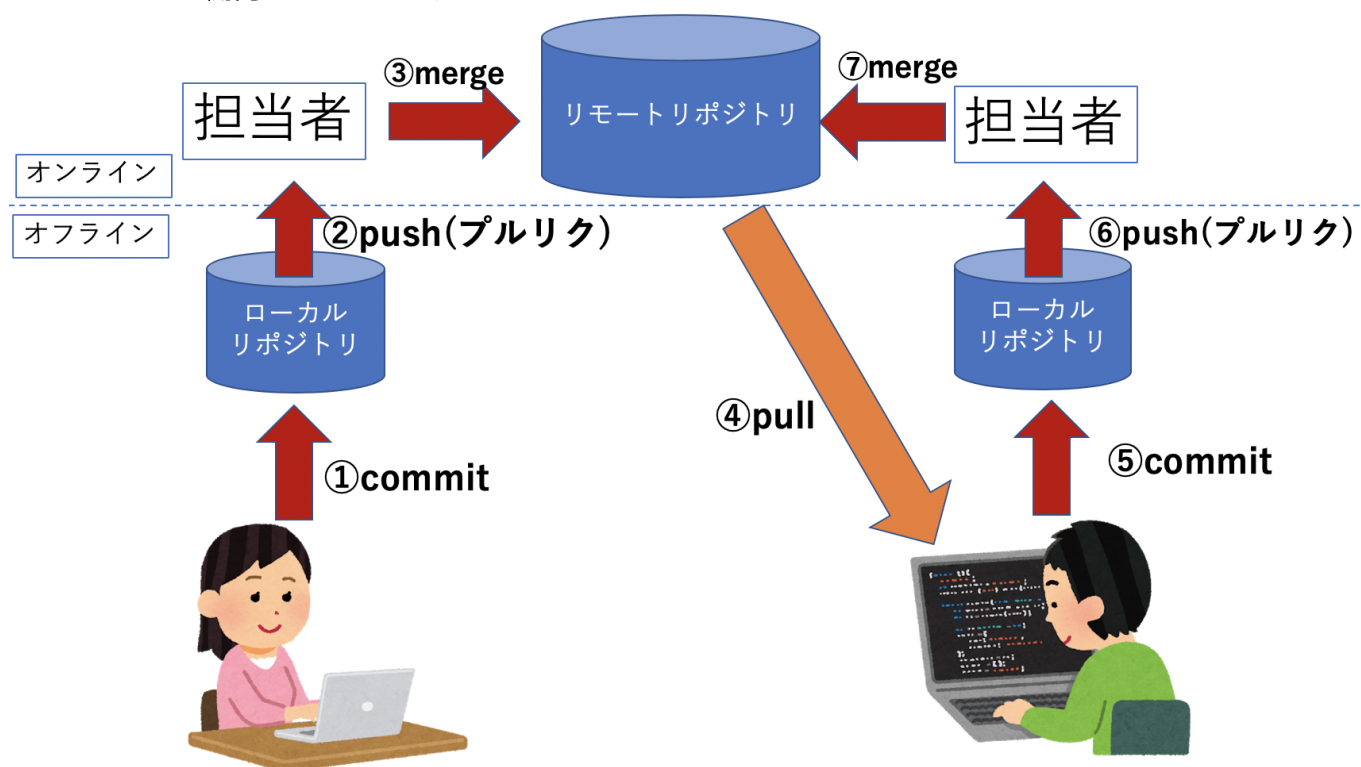 ③merge
⑦merge
担当者
リモートリポジトリ
担当者
オンライン
オフライン
②push(プルリク)
⑥push(プルリク)
ローカル
リポジトリ
ローカル
リポジトリ
④pull
①commit
⑤commit